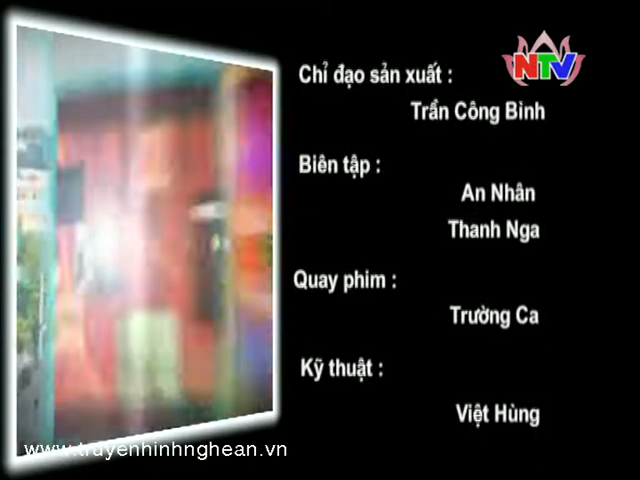 NTV
Chỉ đạo sản xuất :
Trần Công Bình
Biên tập :
An Nhân
Thanh Nga
Quay phim :
Trường Ca
Kỹ thuật :
Việt Hùng
www.truyenhinhnghean.vn